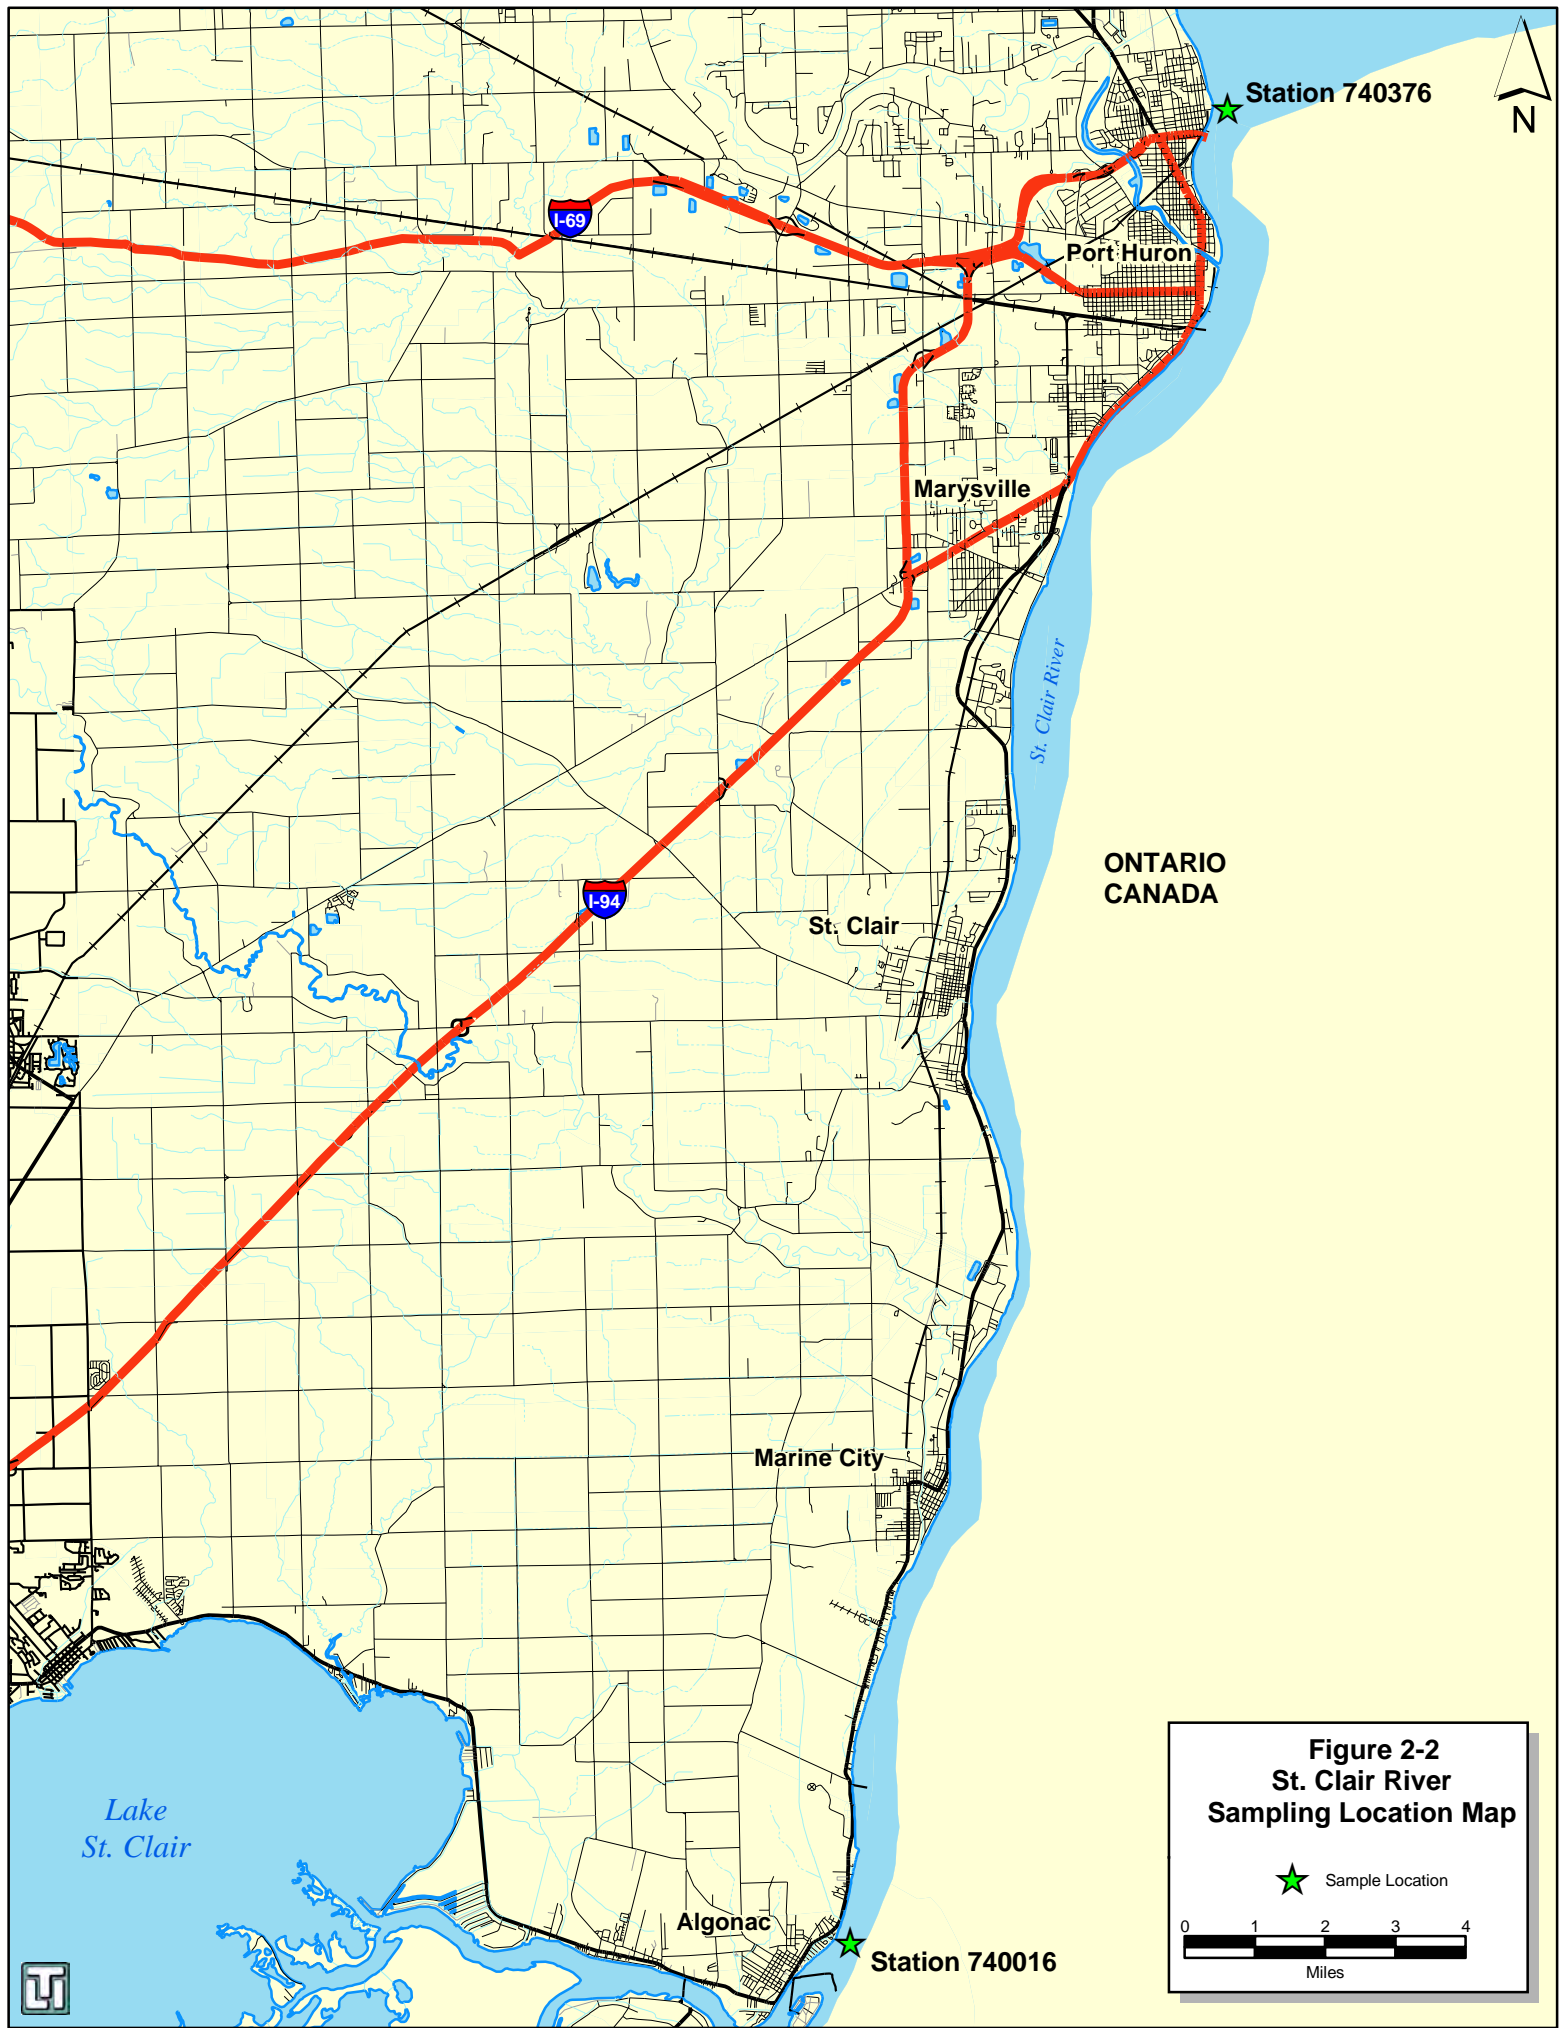 Station 740376
N
I-69
Port Huron
Marysville
St. Clair River
ONTARIO
CANADA
I-94
St. Clair
Marine City
Lake
St. Clair
Algonac
Station 740016
Figure 2-2
St. Clair River
Sampling Location Map
Sample Location
0 1 2 3 4
Miles
LTI